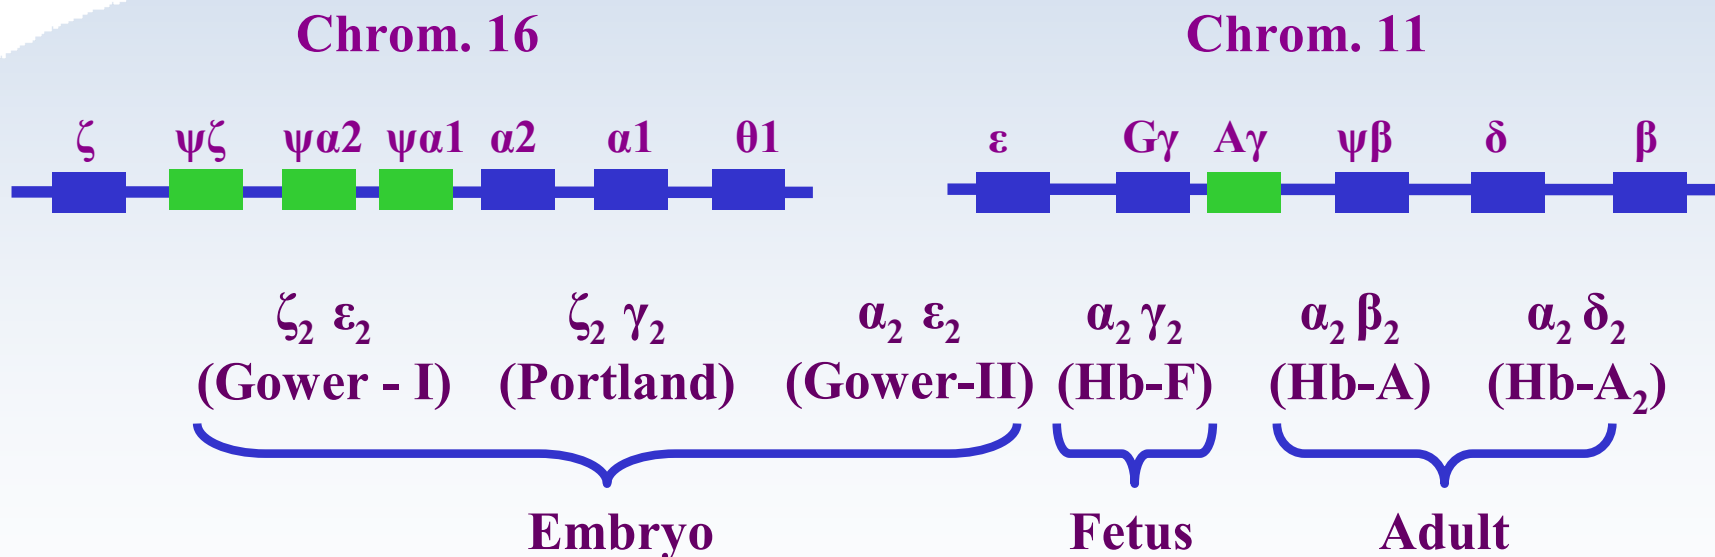 Chrom. 16 Chrom. 11
ζ ψζ ψα2 ψα1 α2 α1 θ1 ε Gγ Aγ ψβ δ β
ζ₂ ε₂ ζ₂ γ₂ α₂ ε₂ α₂ γ₂ α₂ β₂ α₂ δ₂
(Gower - I) (Portland) (Gower-II) (Hb-F) (Hb-A) (Hb-A₂)
Embryo Fetus Adult